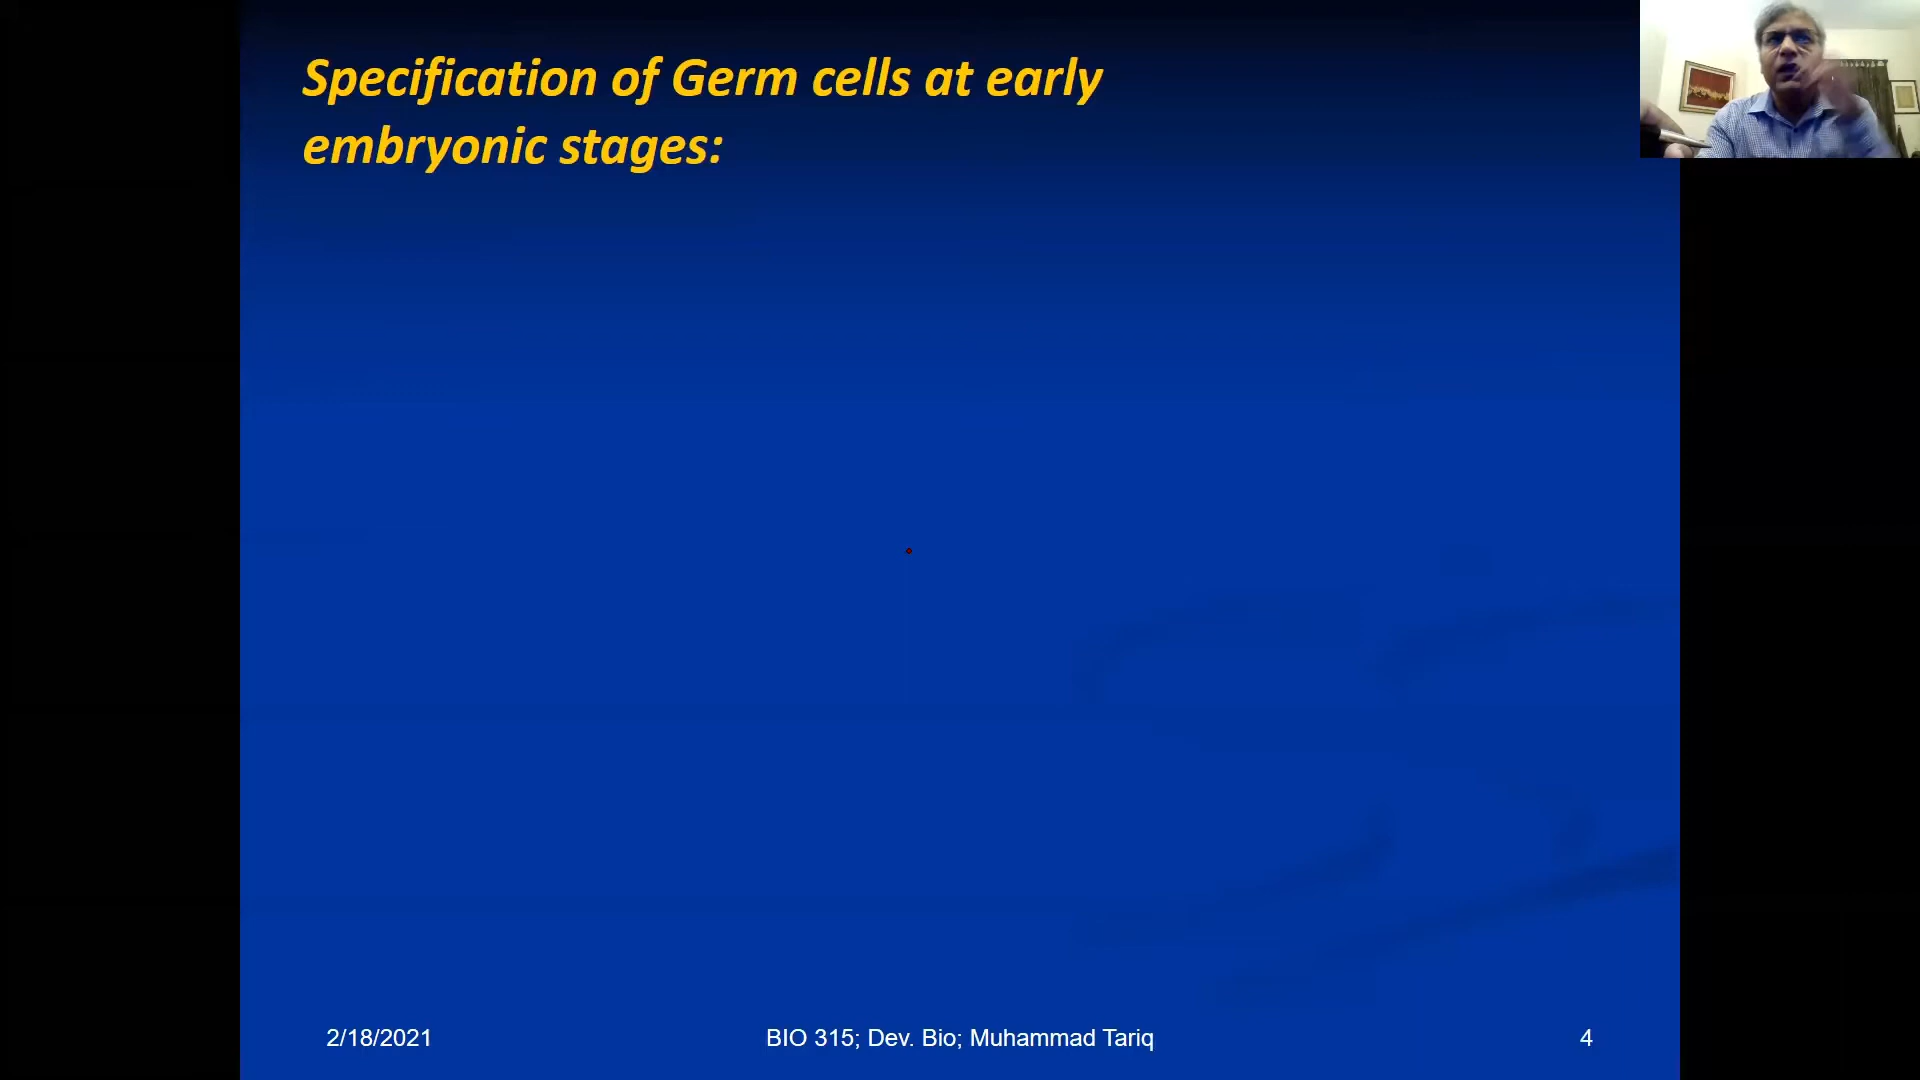 Specification of Germ cells at early
embryonic stages:
2/18/2021
BIO 315; Dev. Bio; Muhammad Tariq
4